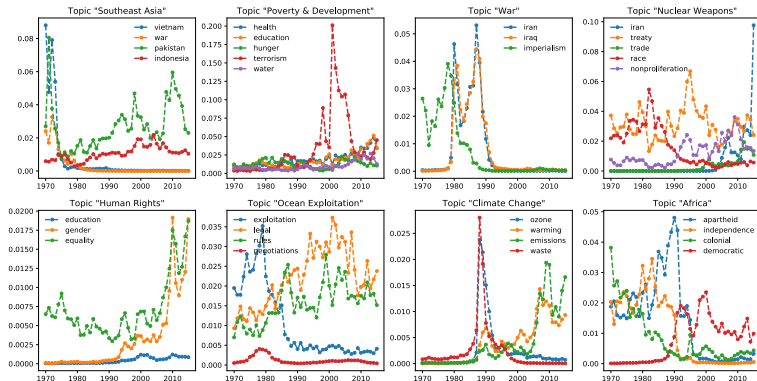 Topic "Southeast Asia"
vietnam
war
pakistan
indonesia
0.00
0.02
0.04
0.06
0.08
1970 1980 1990 2000 2010
Topic "Poverty & Development"
health
education
hunger
terrorism
water
0.000
0.025
0.050
0.075
0.100
0.125
0.150
0.175
0.200
1970 1980 1990 2000 2010
Topic "War"
iran
iraq
imperialism
0.00
0.01
0.02
0.03
0.04
0.05
1970 1980 1990 2000 2010
Topic "Nuclear Weapons"
iran
treaty
trade
race
nonproliferation
0.00
0.02
0.04
0.06
0.08
0.10
1970 1980 1990 2000 2010
Topic "Human Rights"
education
gender
equality
0.0000
0.0025
0.0050
0.0075
0.0100
0.0125
0.0150
0.0175
0.0200
1970 1980 1990 2000 2010
Topic "Ocean Exploitation"
exploitation
legal
rules
negotiations
0.000
0.005
0.010
0.015
0.020
0.025
0.030
0.035
1970 1980 1990 2000 2010
Topic "Climate Change"
ozone
warming
emissions
waste
0.000
0.005
0.010
0.015
0.020
0.025
1970 1980 1990 2000 2010
Topic "Africa"
apartheid
independence
colonial
democratic
0.00
0.01
0.02
0.03
0.04
0.05
1970 1980 1990 2000 2010